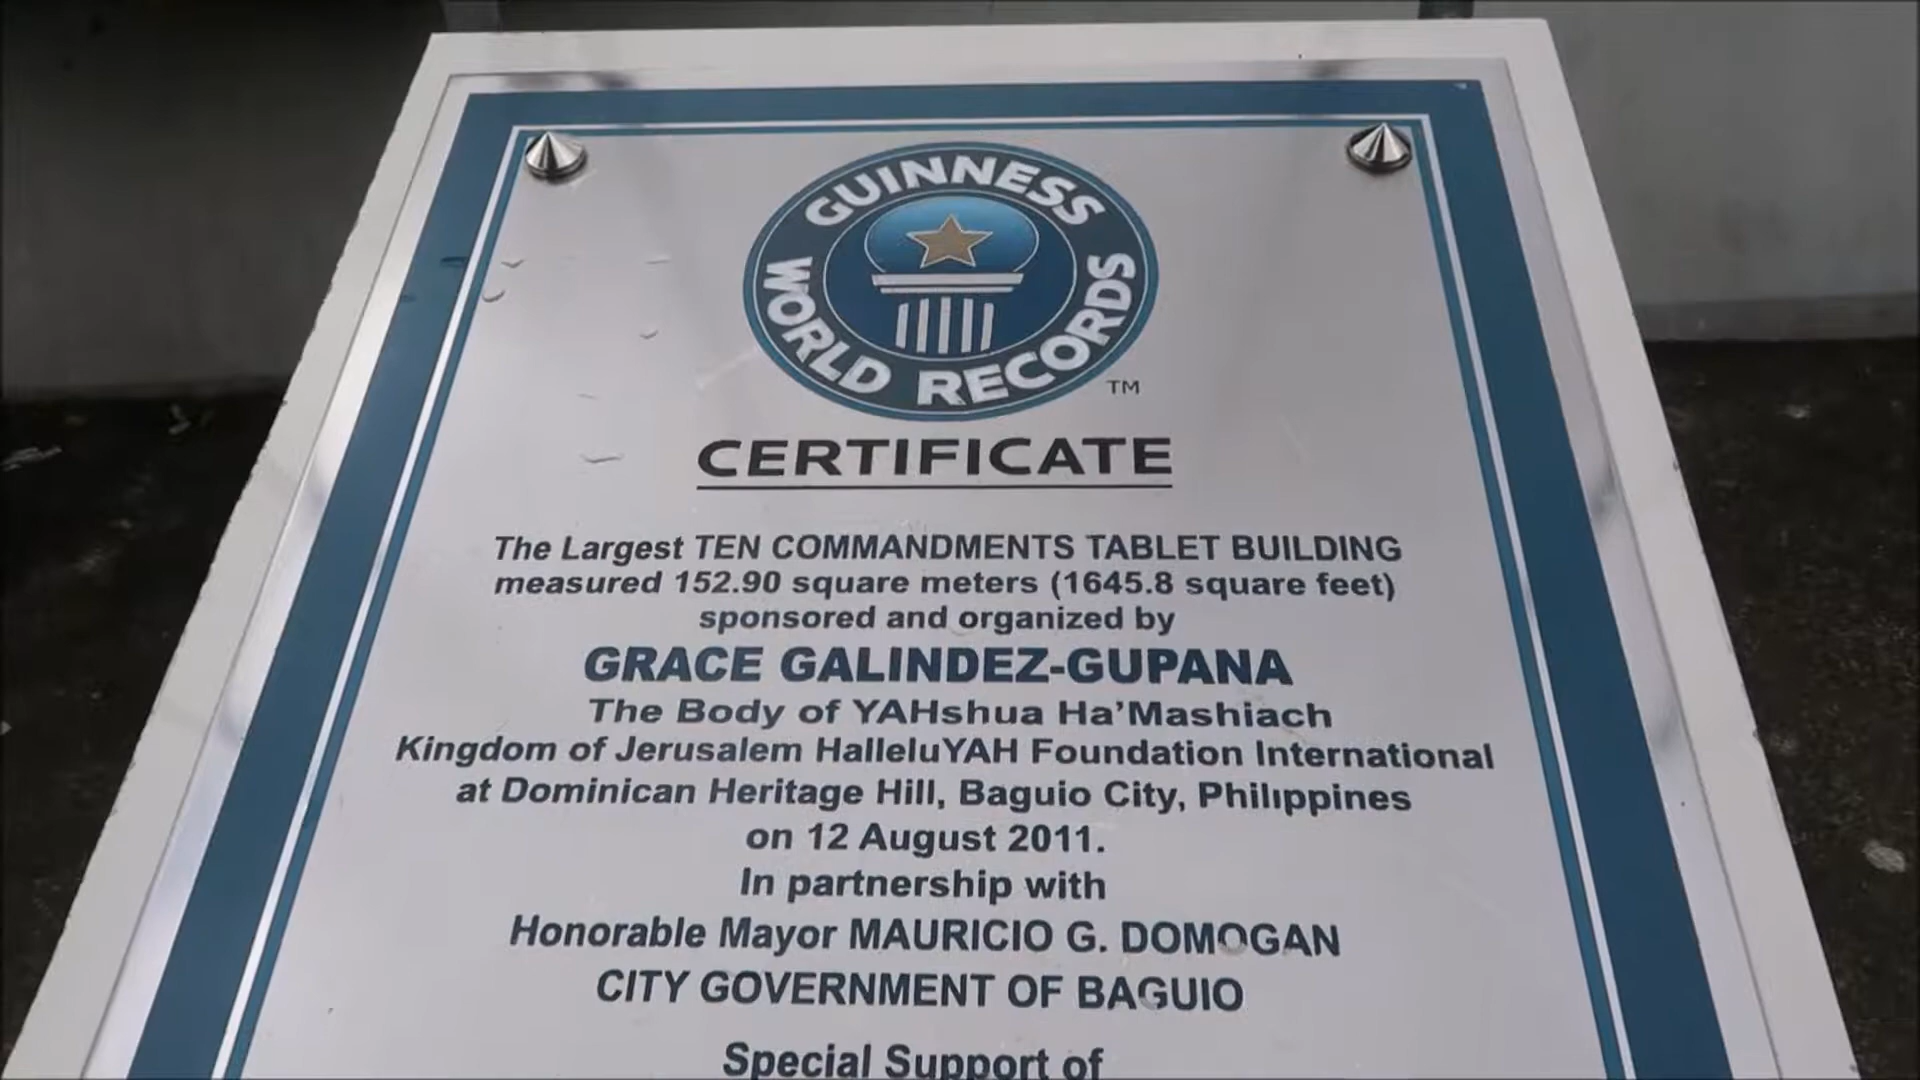 GUINNESS
WORLD RECORDS
TM
CERTIFICATE
The Largest TEN COMMANDMENTS TABLET BUILDING
measured 152.90 square meters (1645.8 square feet)
sponsored and organized by
GRACE GALINDEZ-GUPANA
The Body of YAHshua Ha'Mashiach
Kingdom of Jerusalem HalleluYAH Foundation International
at Dominican Heritage Hill, Baguio City, Philippines
on 12 August 2011.
In partnership with
Honorable Mayor MAURICIO G. DOMOGAN
CITY GOVERNMENT OF BAGUIO
Special Support of